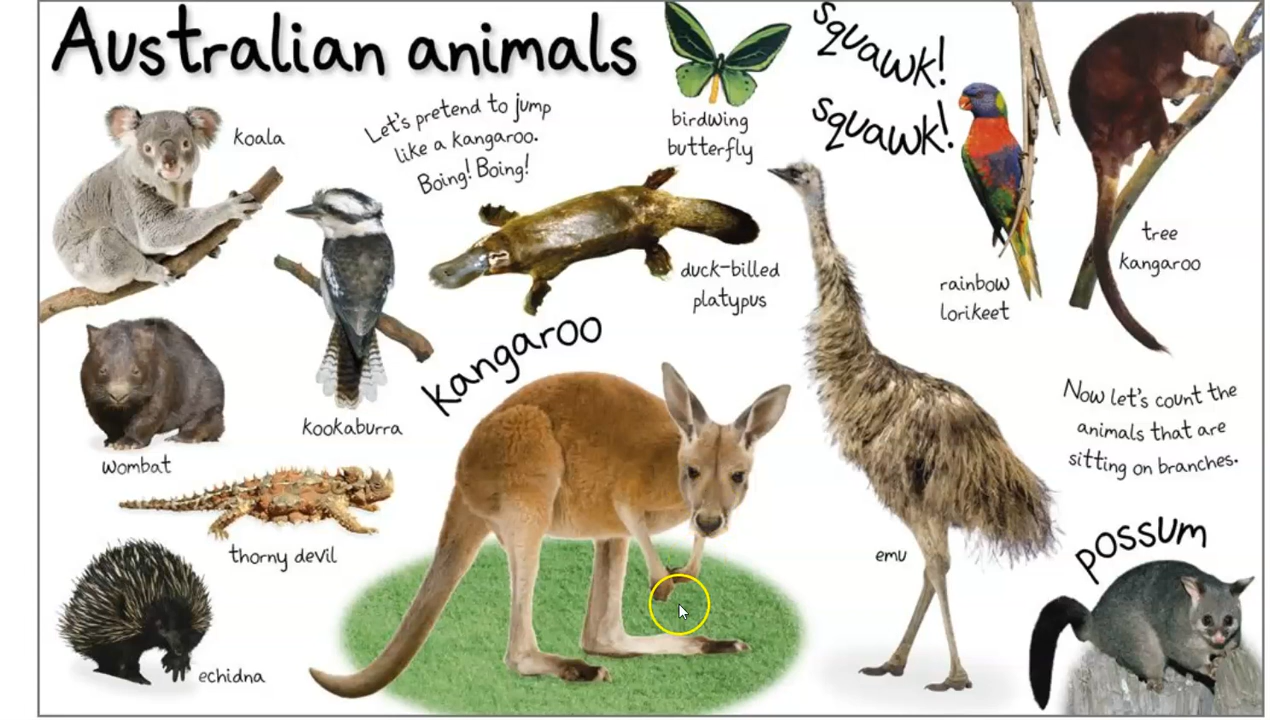 Australian animals
koala
Let's pretend to jump
like a kangaroo.
Boing! Boing!
birdwing
butterfly
squawk!
squawk!
duck-billed
platypus
rainbow
lorikeet
tree
kangaroo
kangaroo
kookaburra
wombat
Now let's count the
animals that are
sitting on branches.
thorny devil
emu
possum
echidna